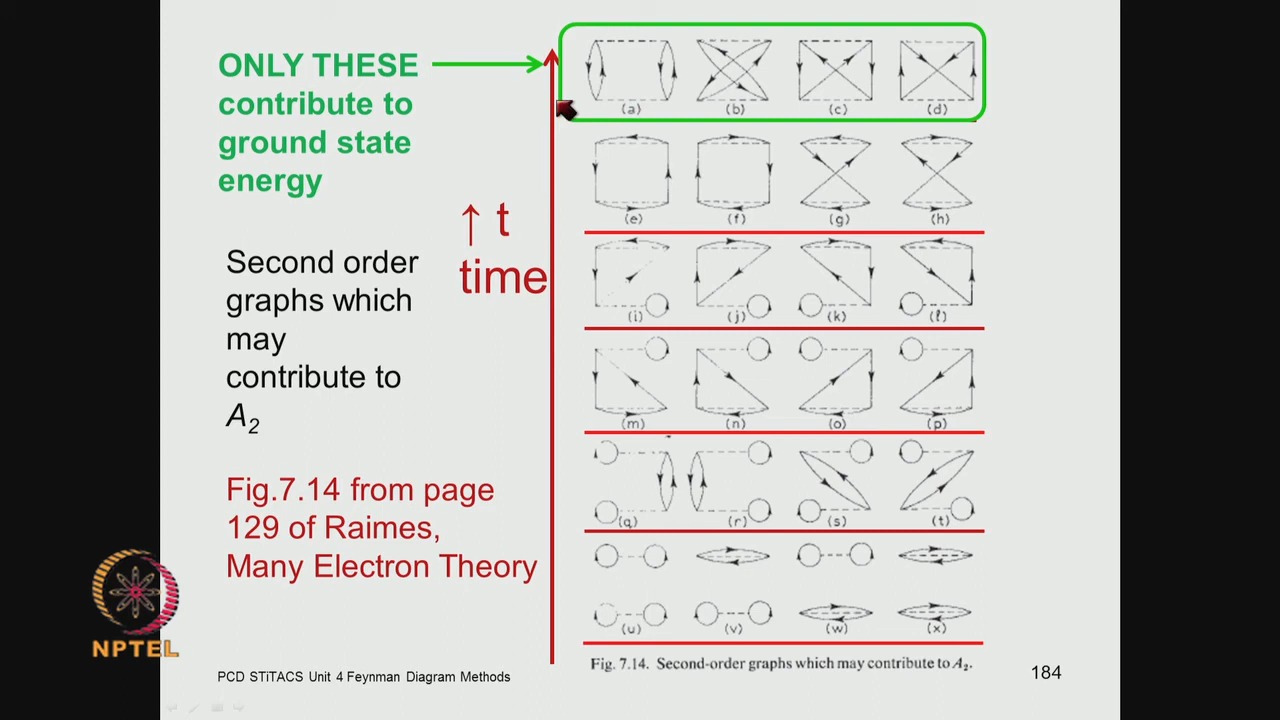 ONLY THESE
contribute to
ground state
energy
↑ t
time
Second order
graphs which
may
contribute to
A₂
Fig.7.14 from page
129 of Raimes,
Many Electron Theory
NPTEL
PCD STiTACS Unit 4 Feynman Diagram Methods
(a) (b) (c) (d)
(e) (f) (g) (h)
(i) (j) (k) (ℓ)
(m) (n) (o) (p)
(q) (r) (s) (t)
(u) (v) (w) (x)
Fig. 7.14. Second-order graphs which may contribute to A₂.
184